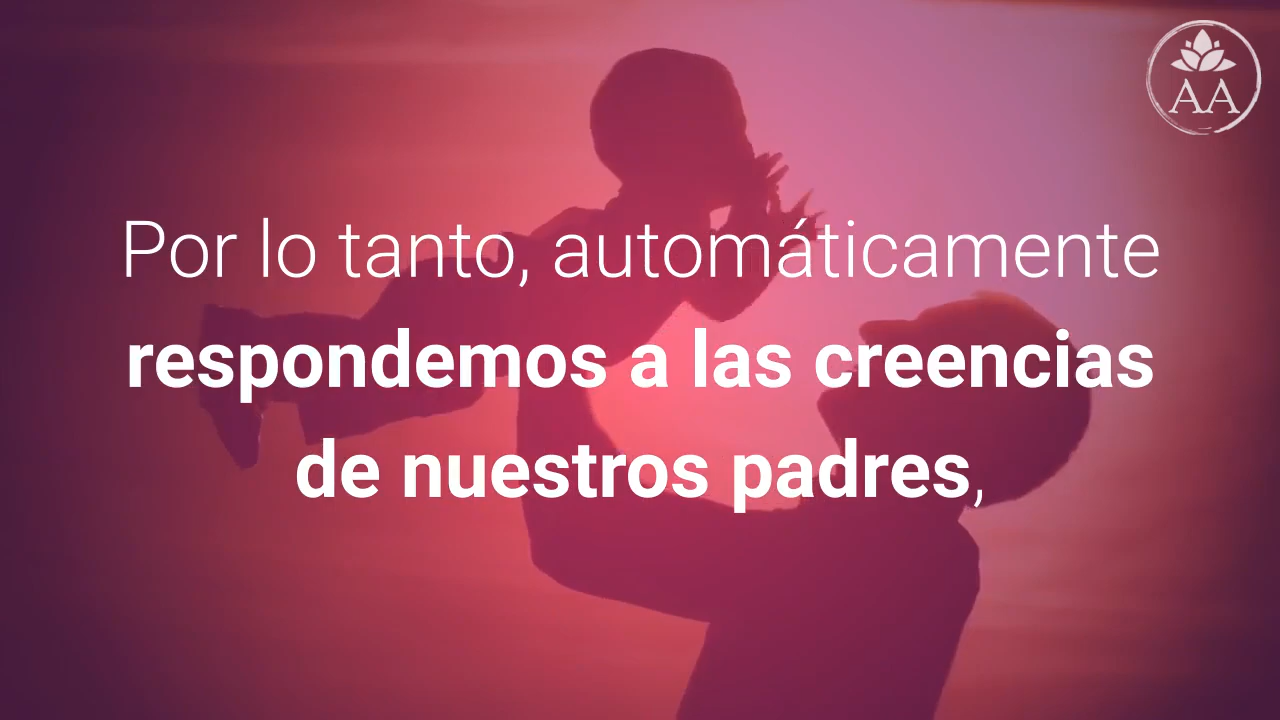 AA
Por lo tanto, automáticamente
respondemos a las creencias
de nuestros padres,